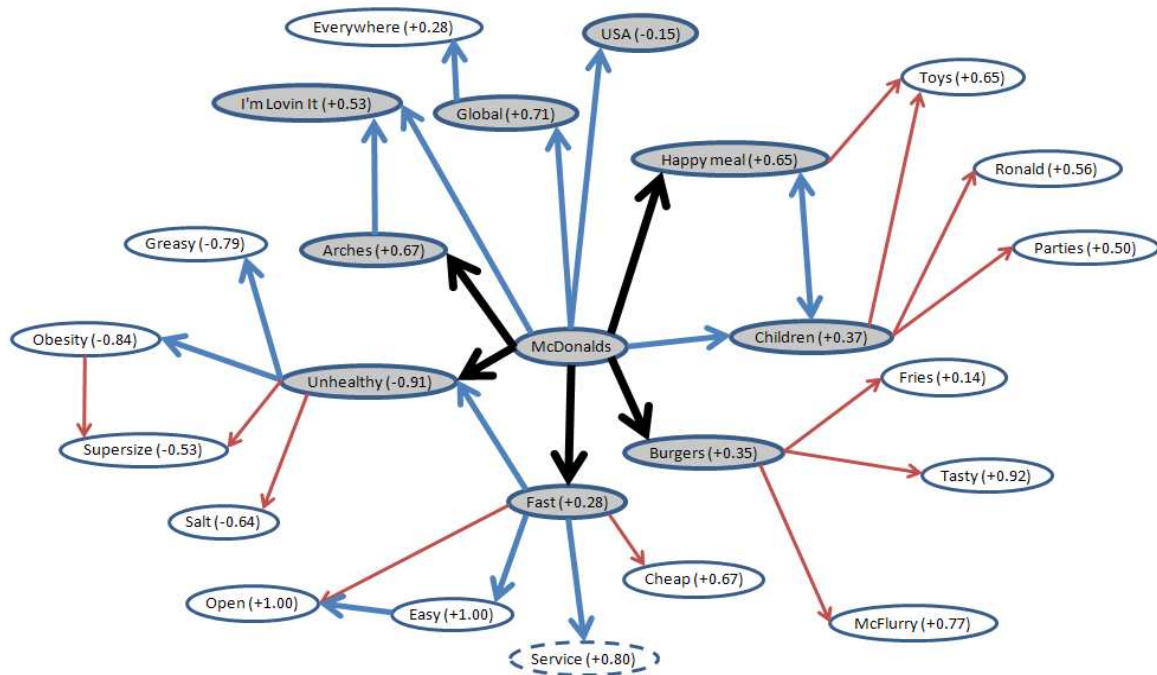 Everywhere (+0.28)
USA (-0.15)
Toys (+0.65)
I'm Lovin It (+0.53)
Global (+0.71)
Happy meal (+0.65)
Ronald (+0.56)
Greasy (-0.79)
Arches (+0.67)
Parties (+0.50)
Obesity (-0.84)
McDonalds
Children (+0.37)
Unhealthy (-0.91)
Fries (+0.14)
Supersize (-0.53)
Burgers (+0.35)
Tasty (+0.92)
Fast (+0.28)
Salt (-0.64)
Cheap (+0.67)
Open (+1.00)
Easy (+1.00)
McFlurry (+0.77)
Service (+0.80)